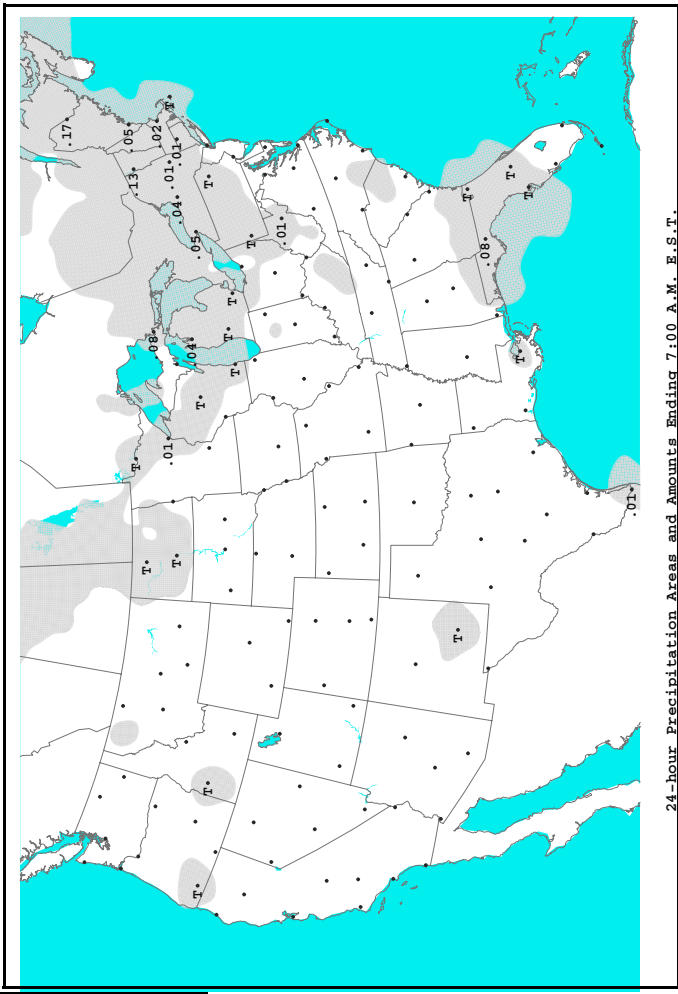 .17
.05
.13
T
T
.08
.02
.01
.01
T
T
.01
.04
.04
.05
T
T
T
T
T
T
T
T
.01
T
T
.08
T
T
T
.01
24-hour Precipitation Areas and Amounts Ending 7:00 A.M. E.S.T.